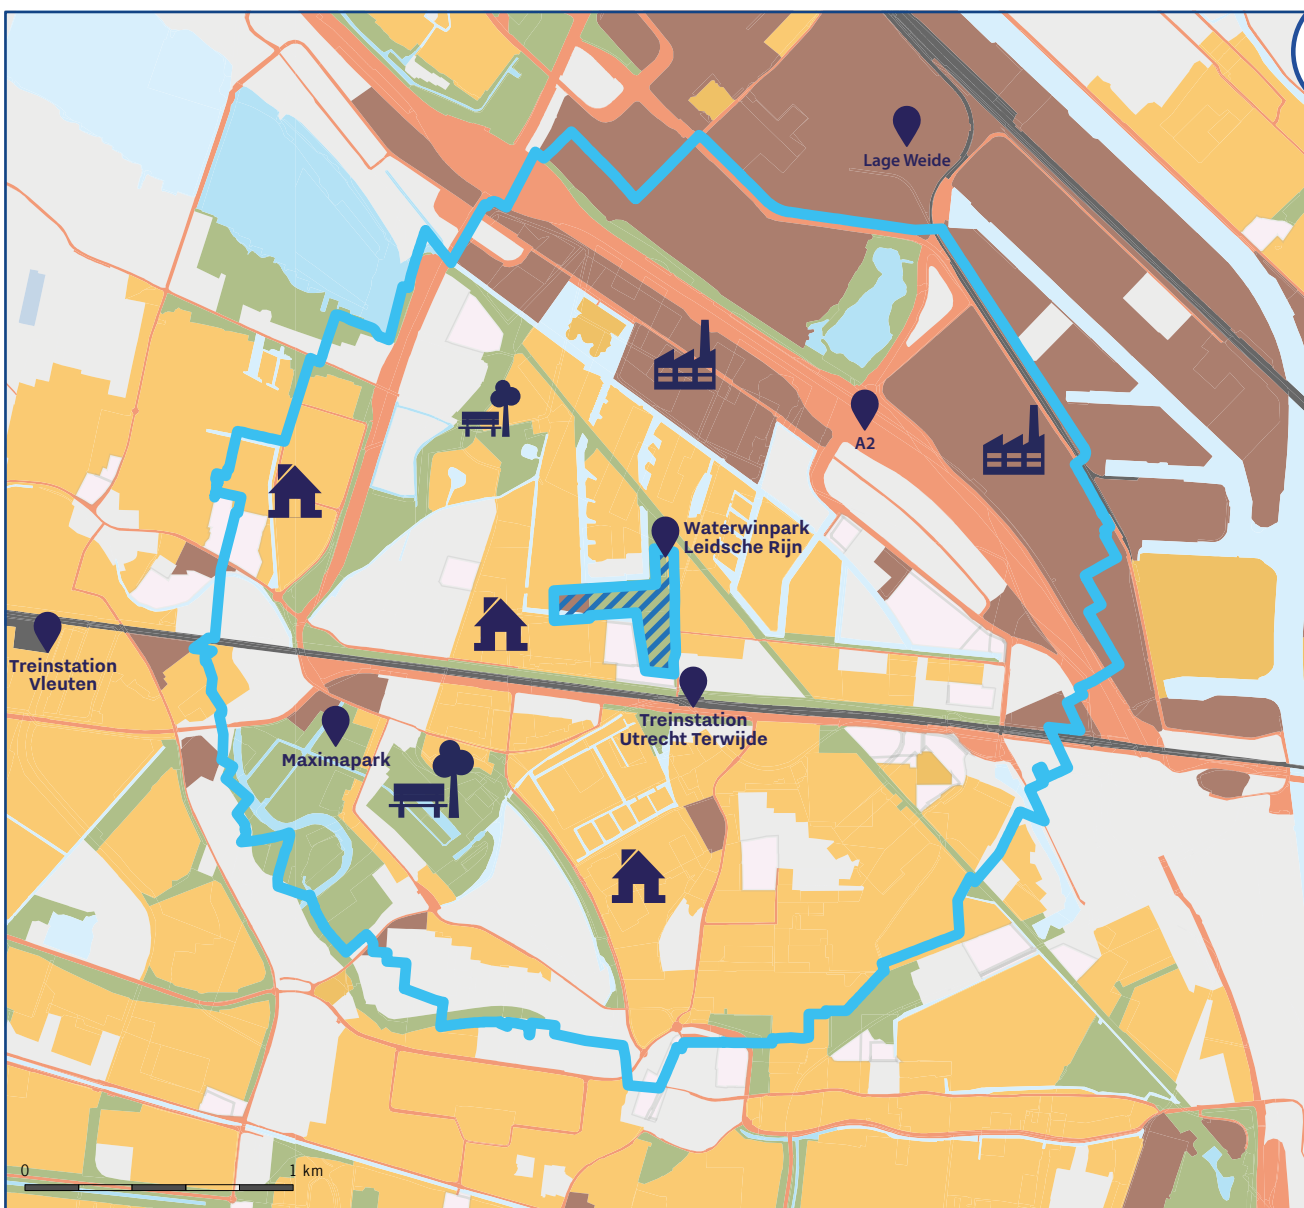 Lage Weide
A2
Waterwinpark
Leidsche Rijn
Treinstation
Vleuten
Treinstation
Utrecht Terwijde
Maximapark
0 1 km